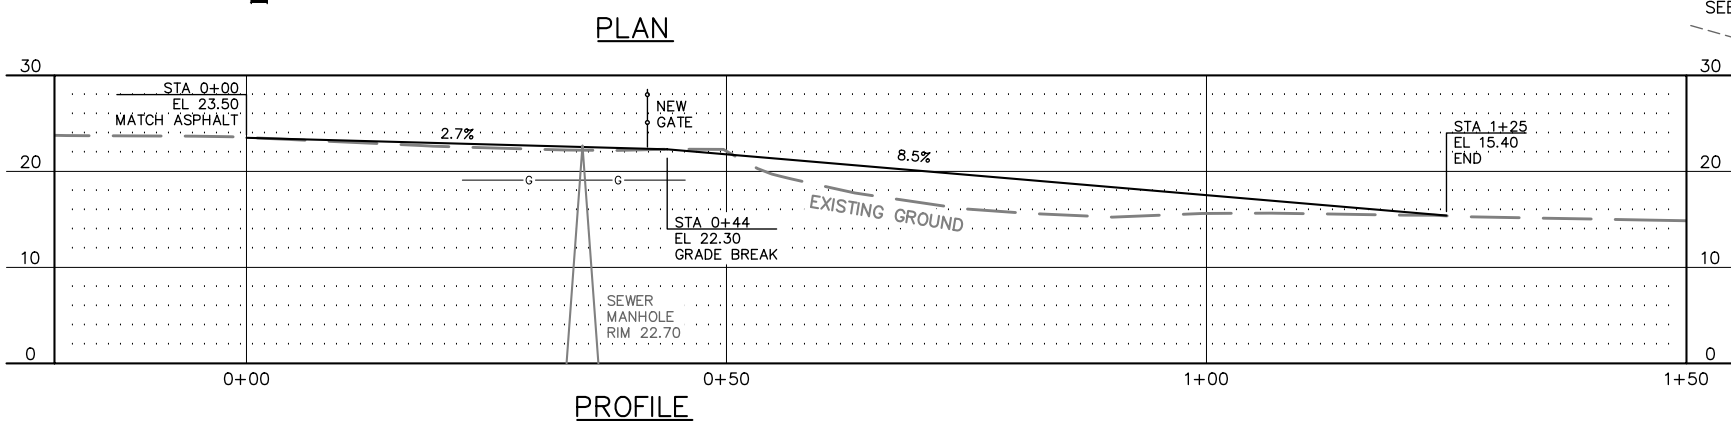 SEE
PLAN
30
30
STA 0+00
EL 23.50
MATCH ASPHALT
NEW
GATE
2.7%
8.5%
STA 1+25
EL 15.40
END
20
20
G
G
EXISTING GROUND
STA 0+44
EL 22.30
GRADE BREAK
10
10
SEWER
MANHOLE
RIM 22.70
0
0
0+00
0+50
1+00
1+50
PROFILE